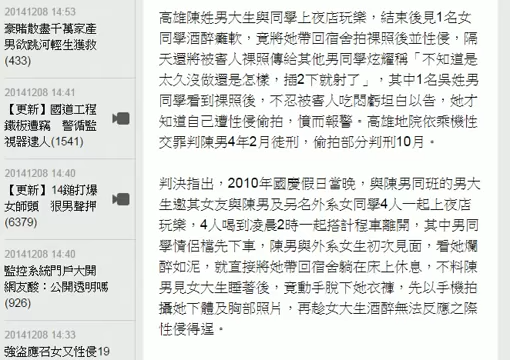 20141208 14:53
豪賭散盡千萬家產
男欲跳河輕生獲救
(433)
20141208 14:41
【更新】國道工程
鐵板遭竊　警循監
視器逮人(1541)
20141208 14:40
【更新】14鎚打爆
女師頭　狠男聲押
(6379)
20141208 14:40
監控系統門戶大開
網友酸：公開透明嗎
(926)
20141208 14:33
強盜應召女又性侵19
高雄陳姓男大生與同學上夜店玩樂，結束後見1名女
同學酒醉癱軟，竟將她帶回宿舍拍裸照後並性侵，隔
天還將被害人裸照傳給其他男同學炫耀稱「不知道是
太久沒做還是怎樣，插2下就射了」，其中1名吳姓男
同學看到裸照後，不忍被害人吃悶虧坦白以告，她才
知道自己遭性侵偷拍，憤而報警。高雄地院依乘機性
交罪判陳男4年2月徒刑，偷拍部分判刑10月。
判決指出，2010年國慶假日當晚，與陳男同班的男大
生邀其女友與陳男及另名外系女同學4人一起上夜店
玩樂，4人喝到凌晨2時一起搭計程車離開，其中男同
學情侶檔先下車，陳男與外系女生初次見面，看她爛
醉如泥，就直接將她帶回宿舍躺在床上休息，不料陳
男見女大生睡著後，竟動手脫下她衣褲，先以手機拍
攝她下體及胸部照片，再趁女大生酒醉無法反應之際
性侵得逞。